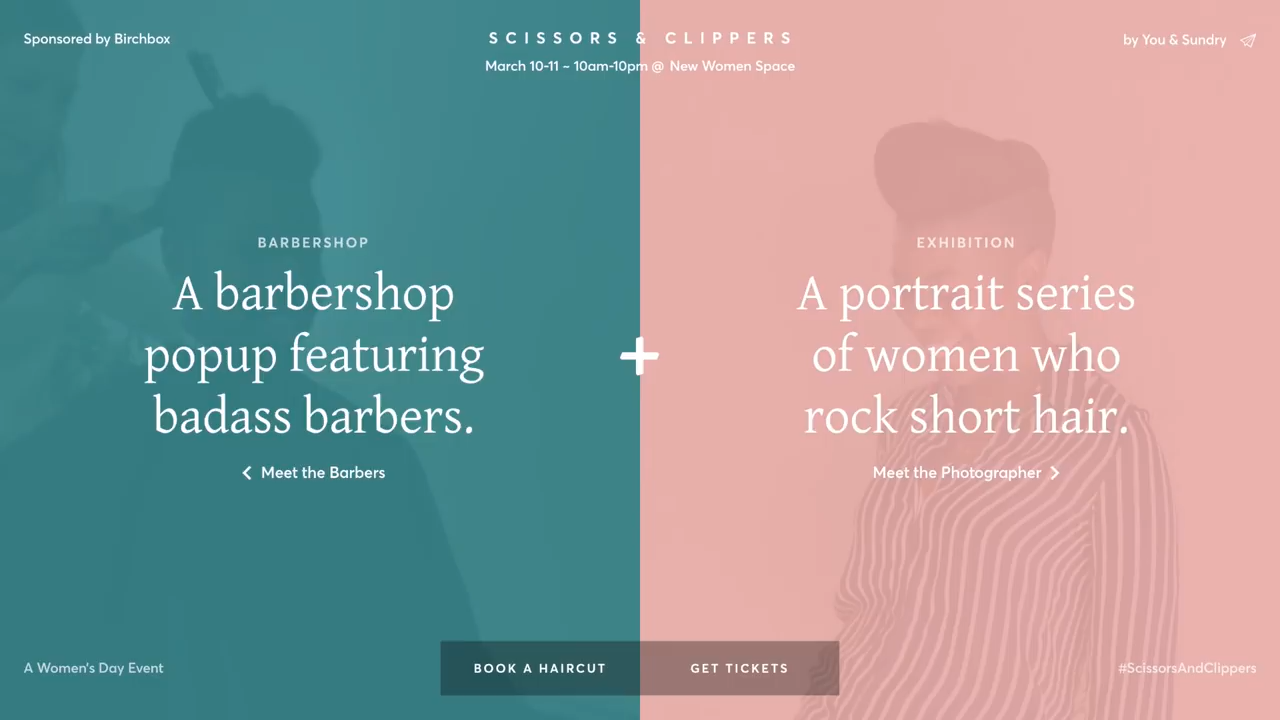 Sponsored by Birchbox
SCISSORS & CLIPPERS
by You & Sundry
March 10-11 – 10am-10pm @ New Women Space
BARBERSHOP
A barbershop
popup featuring
badass barbers.
Meet the Barbers
+
EXHIBITION
A portrait series
of women who
rock short hair.
Meet the Photographer
A Women's Day Event
BOOK A HAIRCUT
GET TICKETS
#ScissorsAndClippers